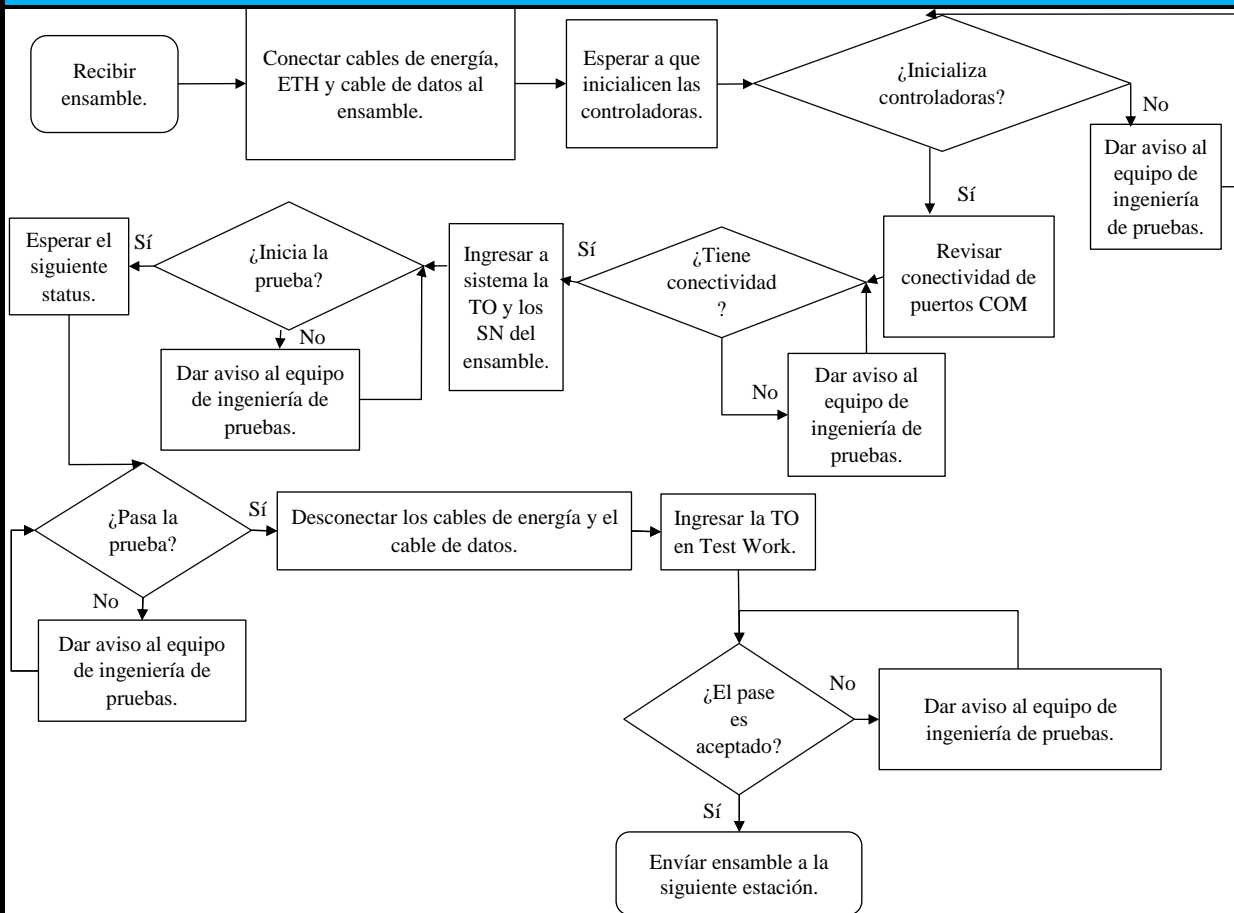 Recibir
ensamble.
Conectar cables de energía,
ETH y cable de datos al
ensamble.
Esperar a que
inicialicen las
controladoras.
¿Inicializa
controladoras?
No
Dar aviso al
equipo de
ingeniería
de pruebas.
Sí
Revisar
conectividad de
puertos COM
¿Tiene
conectividad
?
No
Dar aviso al
equipo de
ingeniería de
pruebas.
Sí
Ingresar a
sistema la
TO y los
SN del
ensamble.
¿Inicia la
prueba?
No
Dar aviso al equipo
de ingeniería de
pruebas.
Sí
Esperar el
siguiente
status.
¿Pasa la
prueba?
No
Dar aviso al equipo
de ingeniería de
pruebas.
Sí
Desconectar los cables de energía y el
cable de datos.
Ingresar la TO
en Test Work.
¿El pase
es
aceptado?
No
Dar aviso al equipo de
ingeniería de pruebas.
Sí
Envíar ensamble a la
siguiente estación.